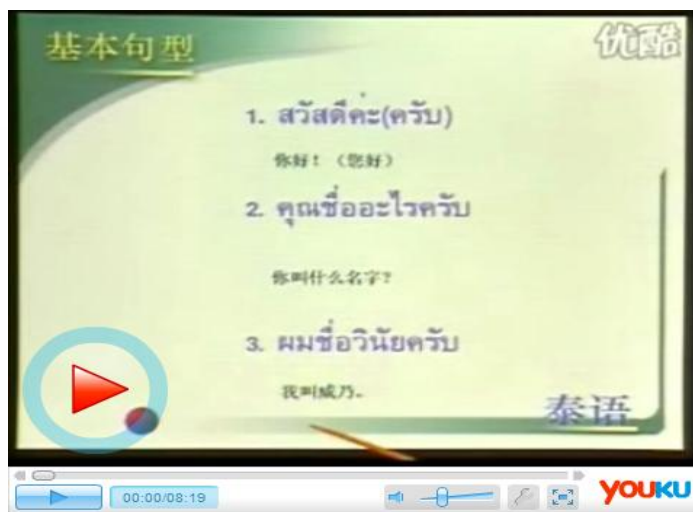 基本句型
优酷
1. สวัสดีค่ะ(ครับ)
你好！（您好）
2. คุณชื่ออะไรครับ
你叫什么名字?
3. ผมชื่อวินัยครับ
我叫威乃。
泰语
00:00/08:19
YOUKU